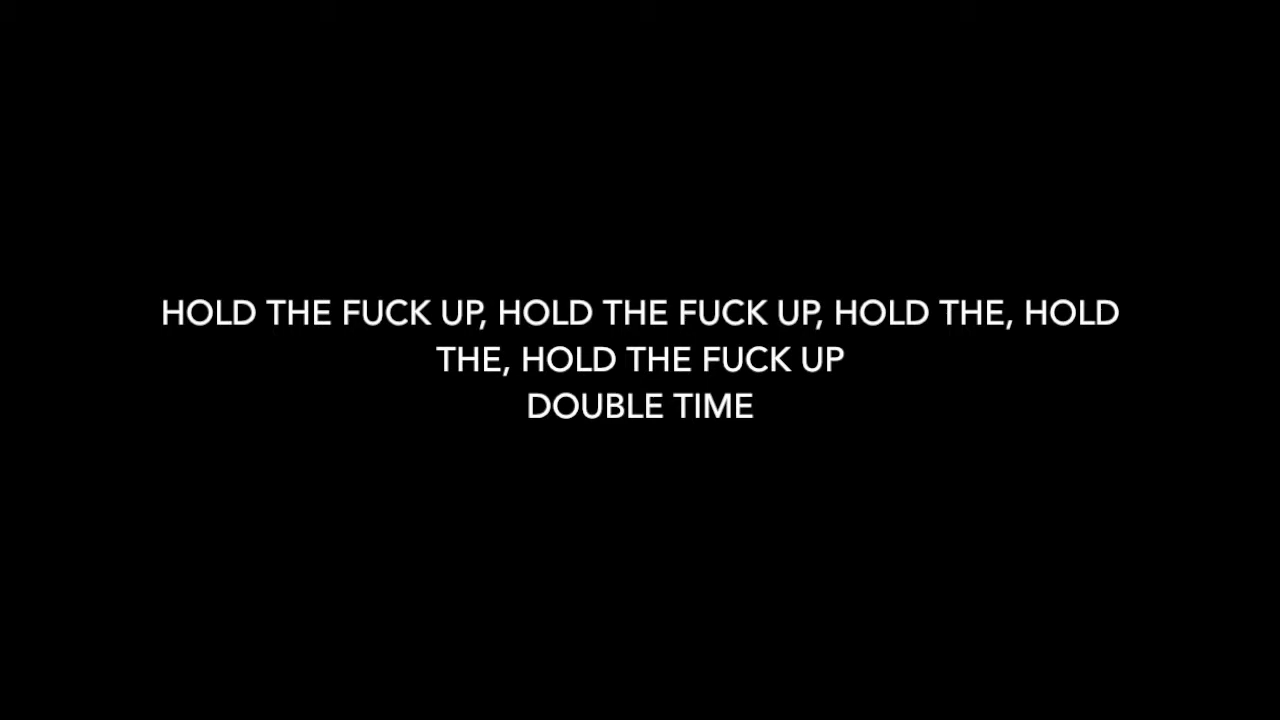 HOLD THE FUCK UP, HOLD THE FUCK UP, HOLD THE, HOLD
THE, HOLD THE FUCK UP
DOUBLE TIME